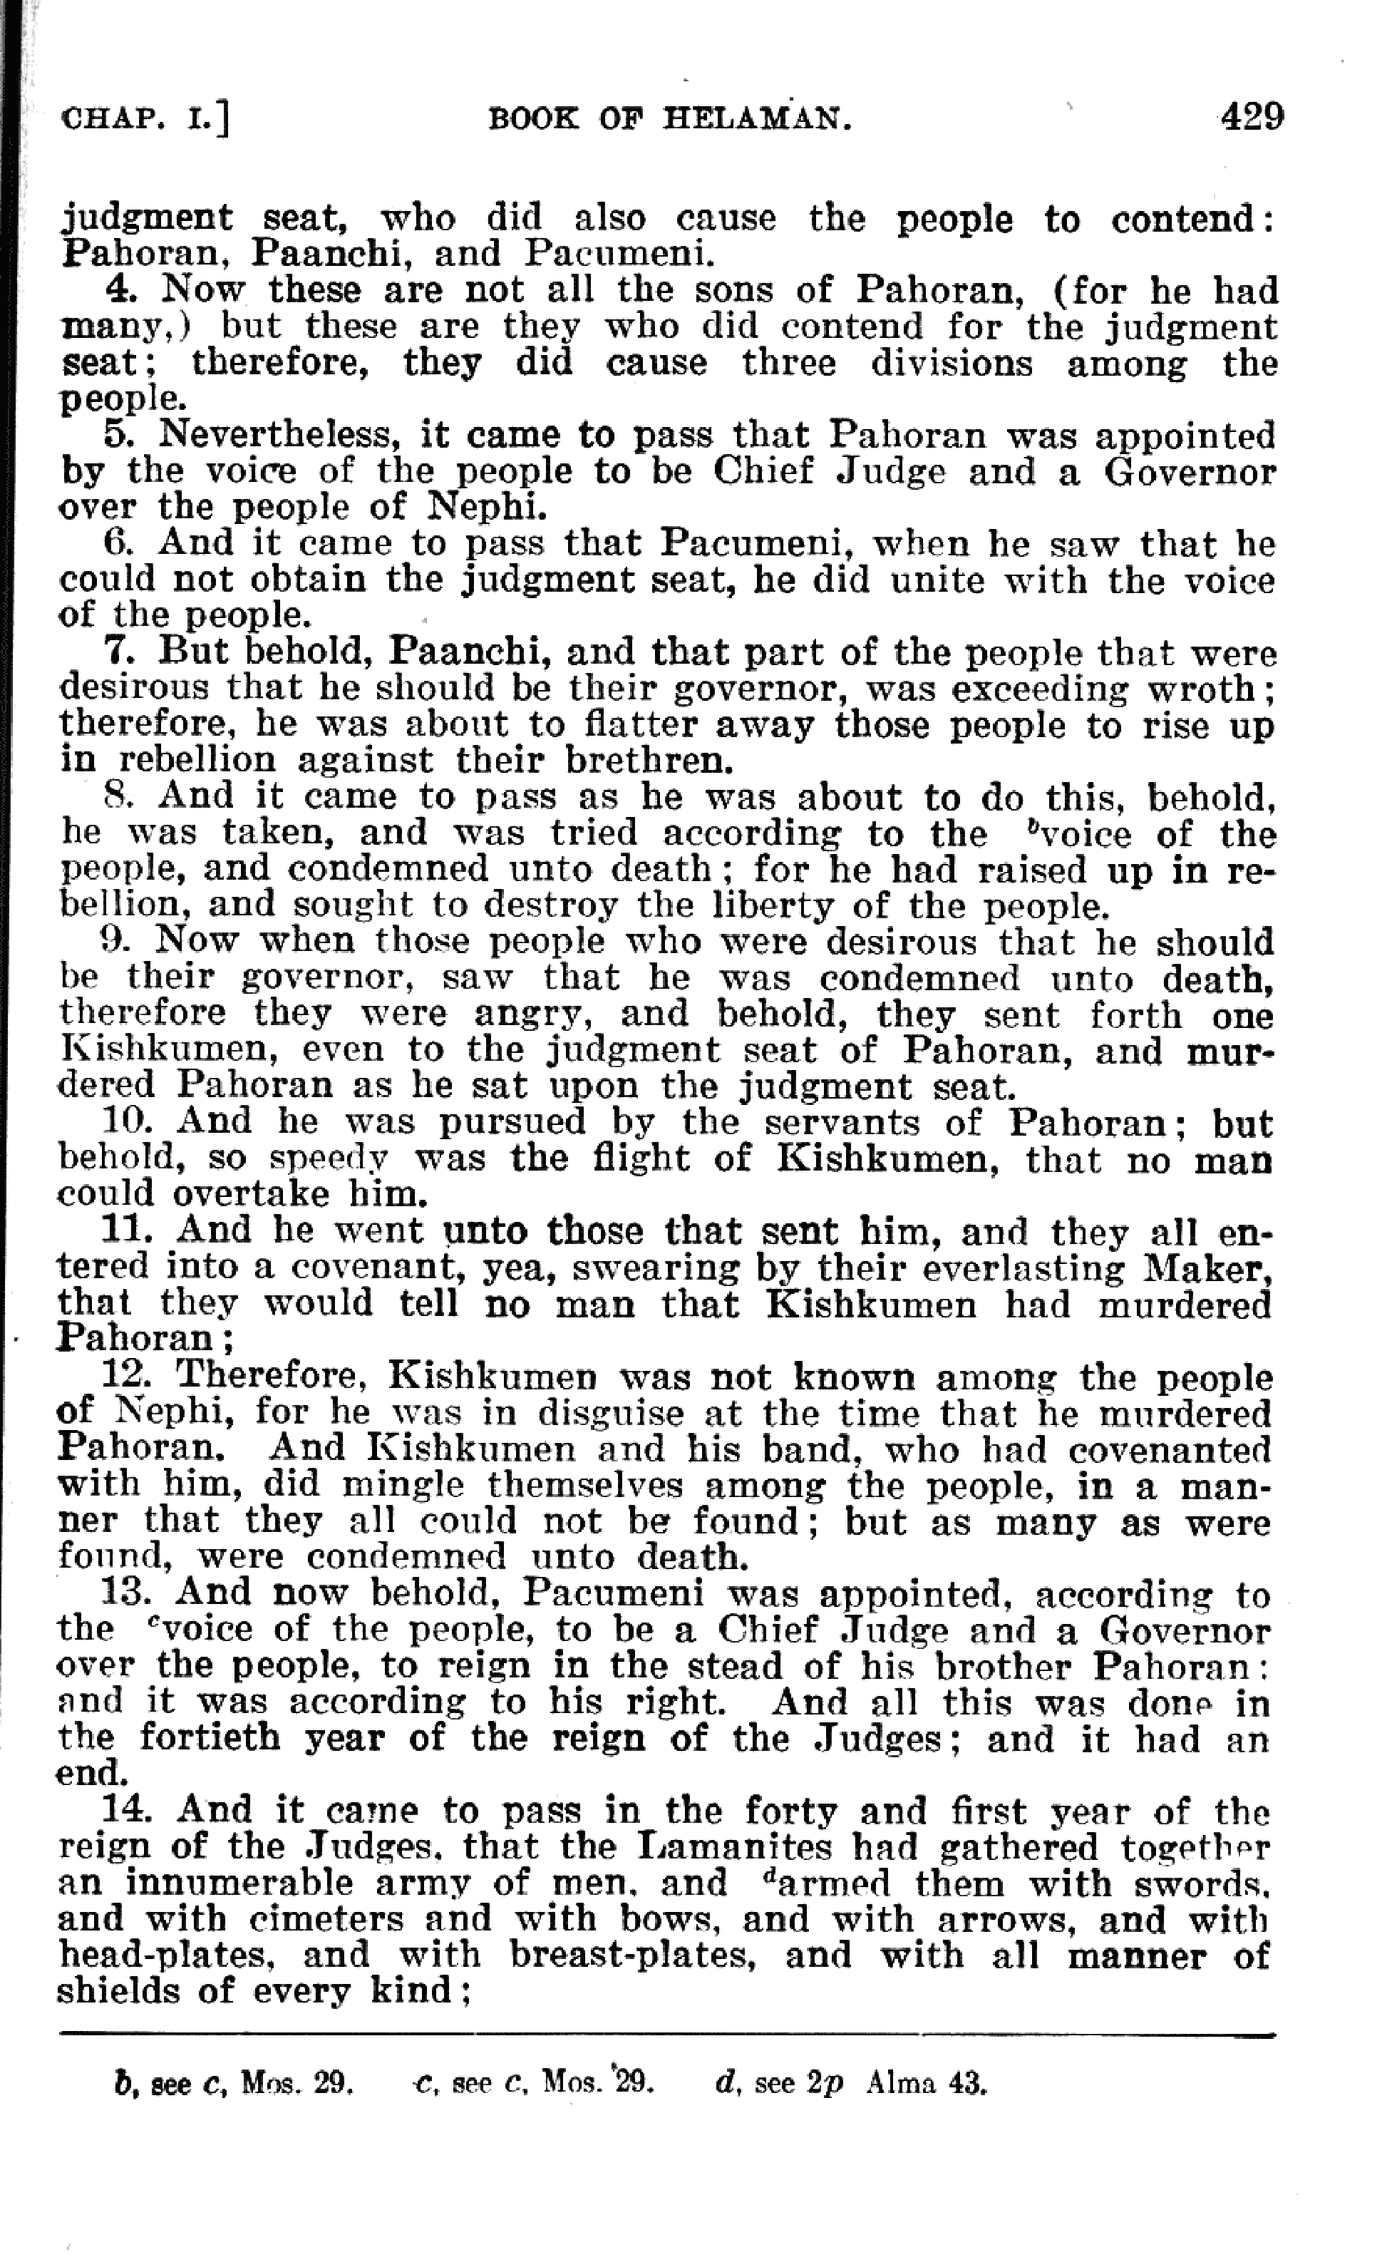 CHAP. I.] BOOK OF HELAMAN. 429
judgment seat, who did also cause the people to contend:
Pahoran, Paanchi, and Pacumeni.
4. Now these are not all the sons of Pahoran, (for he had
many,) but these are they who did contend for the judgment
seat; therefore, they did cause three divisions among the
people.
5. Nevertheless, it came to pass that Pahoran was appointed
by the voice of the people to be Chief Judge and a Governor
over the people of Nephi.
6. And it came to pass that Pacumeni, when he saw that he
could not obtain the judgment seat, he did unite with the voice
of the people.
7. But behold, Paanchi, and that part of the people that were
desirous that he should be their governor, was exceeding wroth;
therefore, he was about to flatter away those people to rise up
in rebellion against their brethren.
8. And it came to pass as he was about to do this, behold,
he was taken, and was tried according to the bvoice of the
people, and condemned unto death; for he had raised up in re-
bellion, and sought to destroy the liberty of the people.
9. Now when those people who were desirous that he should
be their governor, saw that he was condemned unto death,
therefore they were angry, and behold, they sent forth one
Kishkumen, even to the judgment seat of Pahoran, and mur-
dered Pahoran as he sat upon the judgment seat.
10. And he was pursued by the servants of Pahoran; but
behold, so speedy was the flight of Kishkumen, that no man
could overtake him.
11. And he went unto those that sent him, and they all en-
tered into a covenant, yea, swearing by their everlasting Maker,
that they would tell no man that Kishkumen had murdered
Pahoran;
12. Therefore, Kishkumen was not known among the people
of Nephi, for he was in disguise at the time that he murdered
Pahoran. And Kishkumen and his band, who had covenanted
with him, did mingle themselves among the people, in a man-
ner that they all could not be found; but as many as were
found, were condemned unto death.
13. And now behold, Pacumeni was appointed, according to
the cvoice of the people, to be a Chief Judge and a Governor
over the people, to reign in the stead of his brother Pahoran:
and it was according to his right. And all this was done in
the fortieth year of the reign of the Judges; and it had an
end.
14. And it came to pass in the forty and first year of the
reign of the Judges, that the Lamanites had gathered together
an innumerable army of men, and darmed them with swords,
and with cimeters and with bows, and with arrows, and with
head-plates, and with breast-plates, and with all manner of
shields of every kind;
b, see c, Mos. 29. c, see c, Mos. 29. d, see 2p Alma 43.